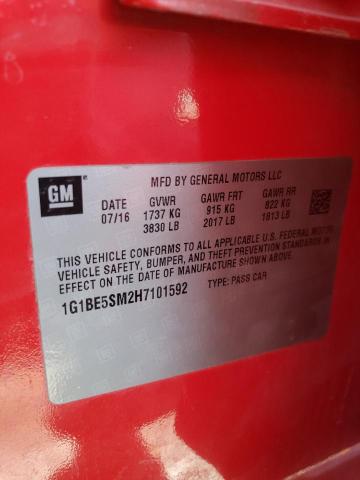 MFD BY GENERAL MOTORS LLC
GM
DATE GVWR GAWR FRT GAWR RR
07/16 1737 KG 915 KG 822 KG
3830 LB 2017 LB 1813 LB
THIS VEHICLE CONFORMS TO ALL APPLICABLE U.S. FEDERAL MOTOR
VEHICLE SAFETY, BUMPER, AND THEFT PREVENTION STANDARDS IN
EFFECT ON THE DATE OF MANUFACTURE SHOWN ABOVE.
1G1BE5SM2H7101592 TYPE: PASS CAR